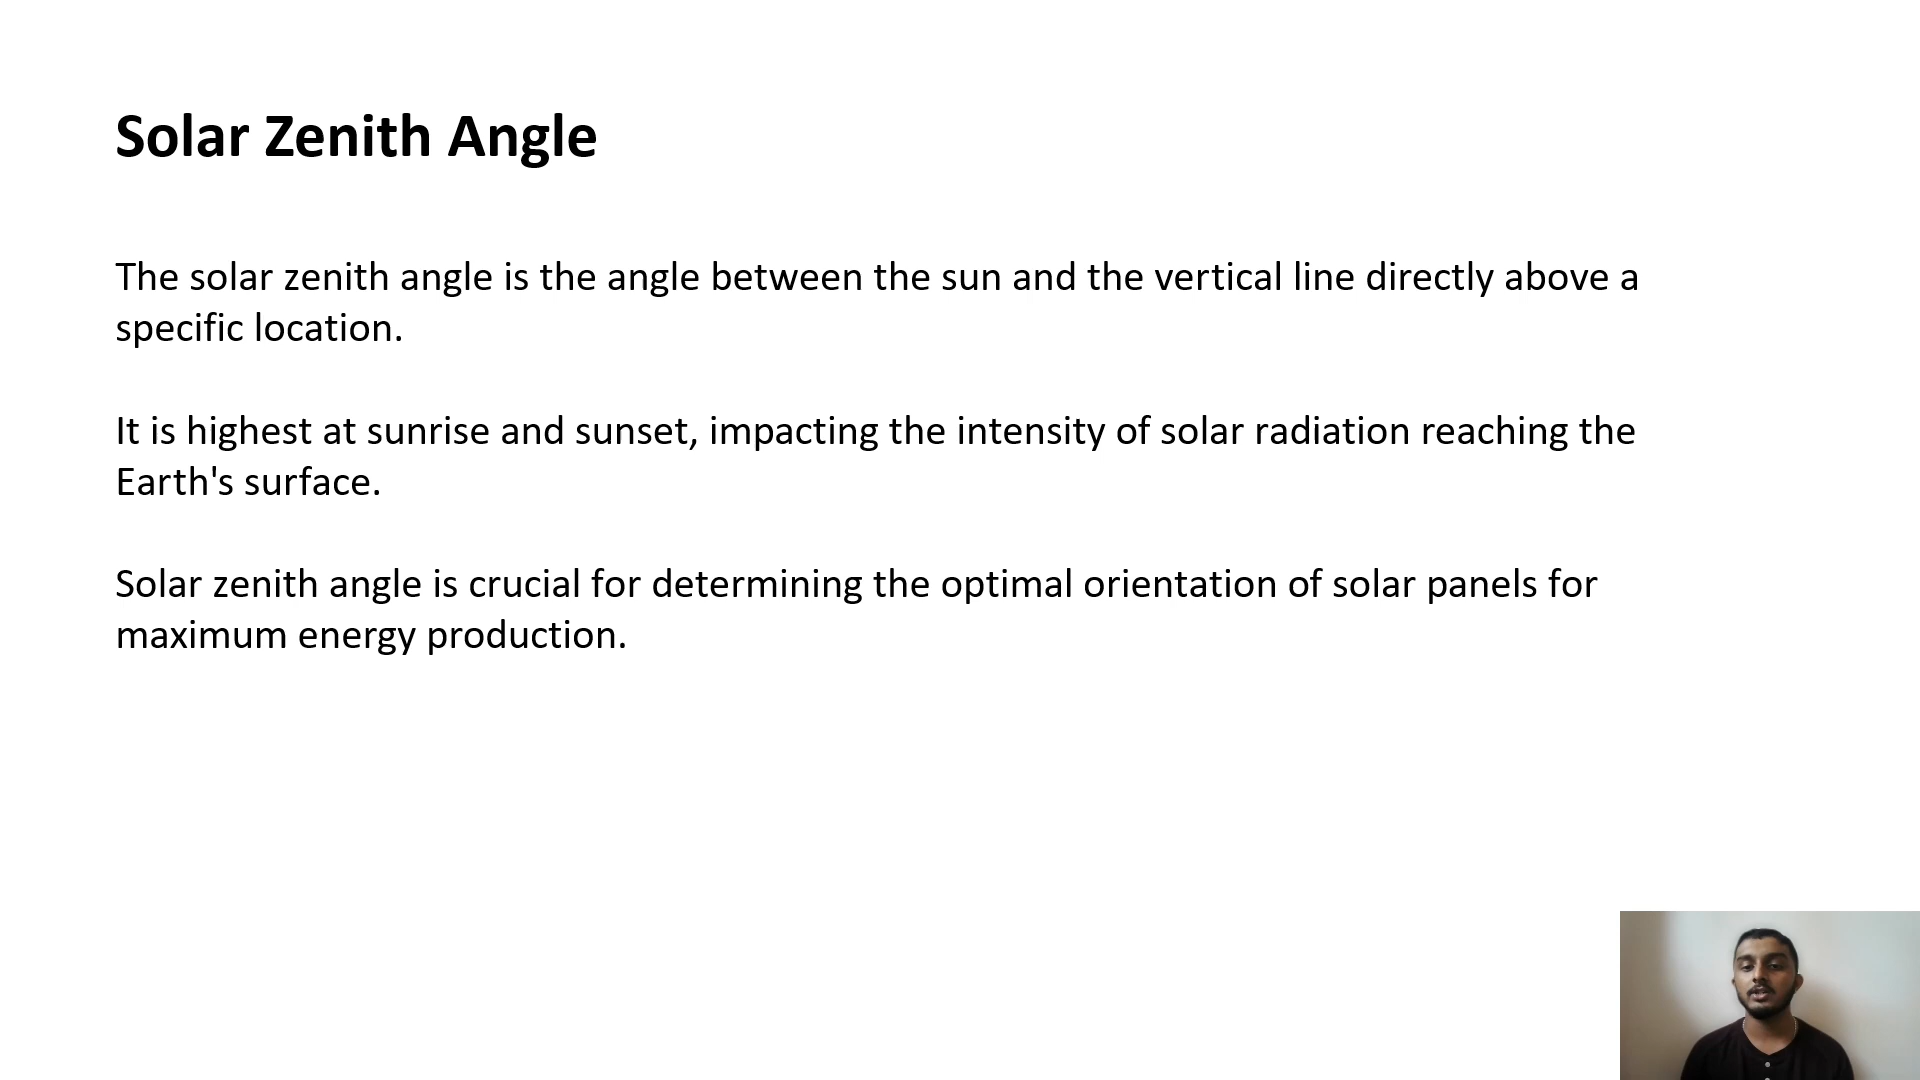 Solar Zenith Angle
The solar zenith angle is the angle between the sun and the vertical line directly above a
specific location.
It is highest at sunrise and sunset, impacting the intensity of solar radiation reaching the
Earth's surface.
Solar zenith angle is crucial for determining the optimal orientation of solar panels for
maximum energy production.